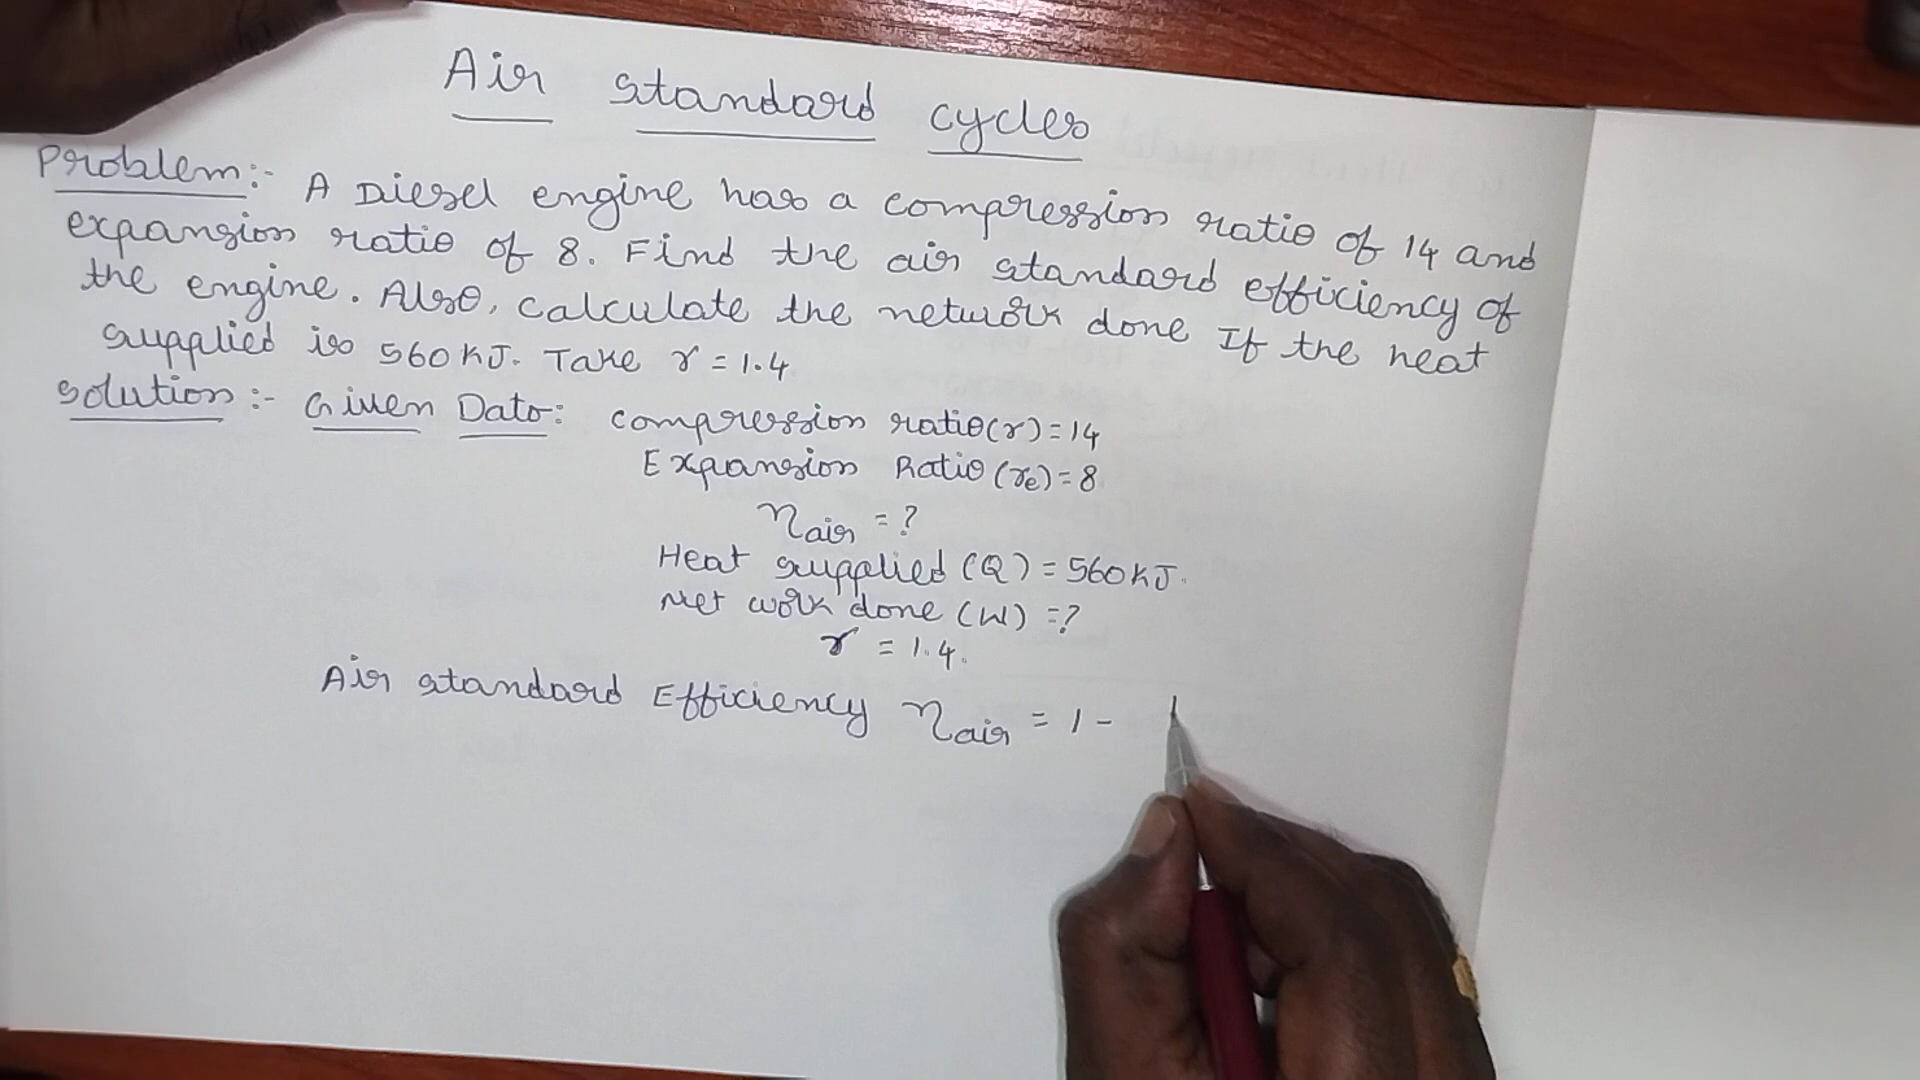 Air standard cycles
Problem:- A Diesel engine has a compression ratio of 14 and
expansion ratio of 8. Find the air standard efficiency of
the engine. Also, calculate the network done If the heat
supplied is 560 KJ. Take γ = 1.4
Solution:- Given Data: compression ratio(r) = 14
Expansion Ratio (re) = 8
ηair = ?
Heat supplied (Q) = 560 KJ.
Net work done (W) = ?
γ = 1.4.
Air standard Efficiency ηair = 1 - 1